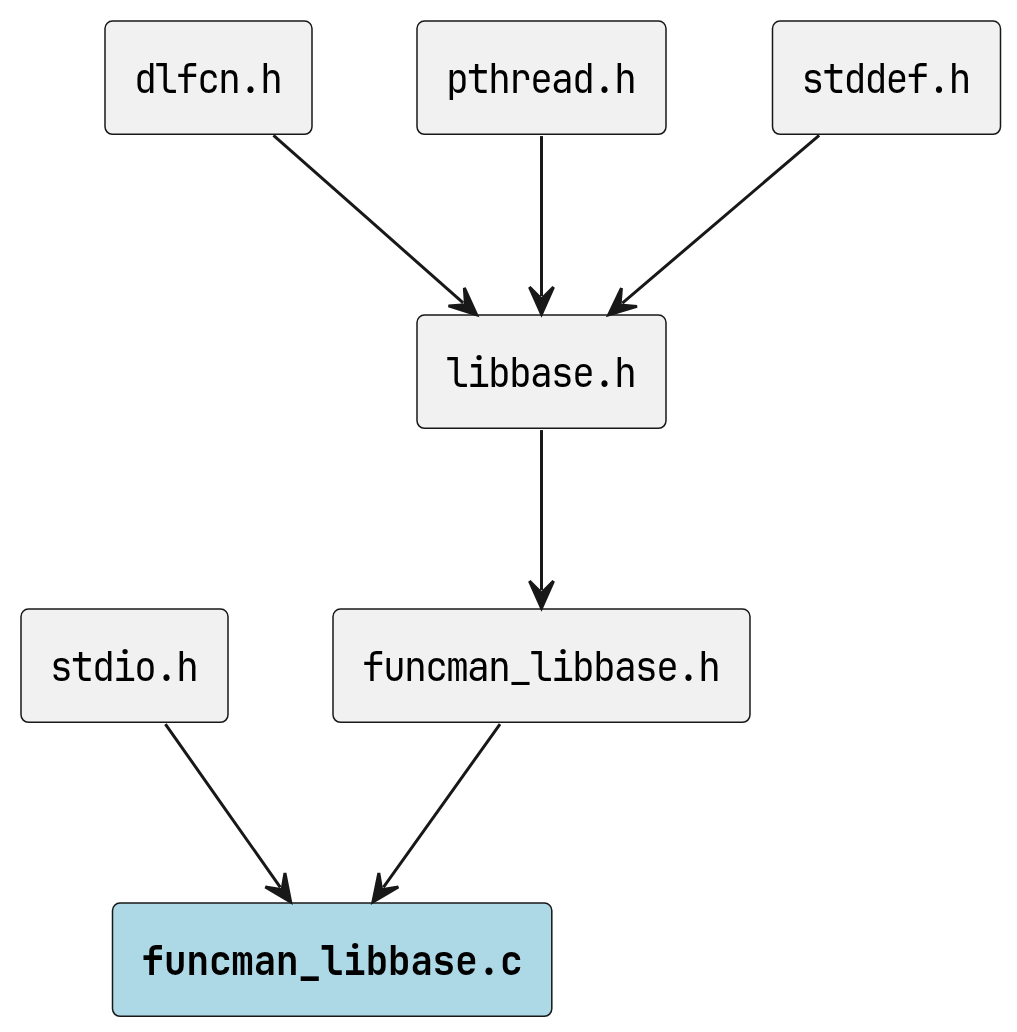 dlfcn.h
pthread.h
stddef.h
libbase.h
stdio.h
funcman_libbase.h
funcman_libbase.c